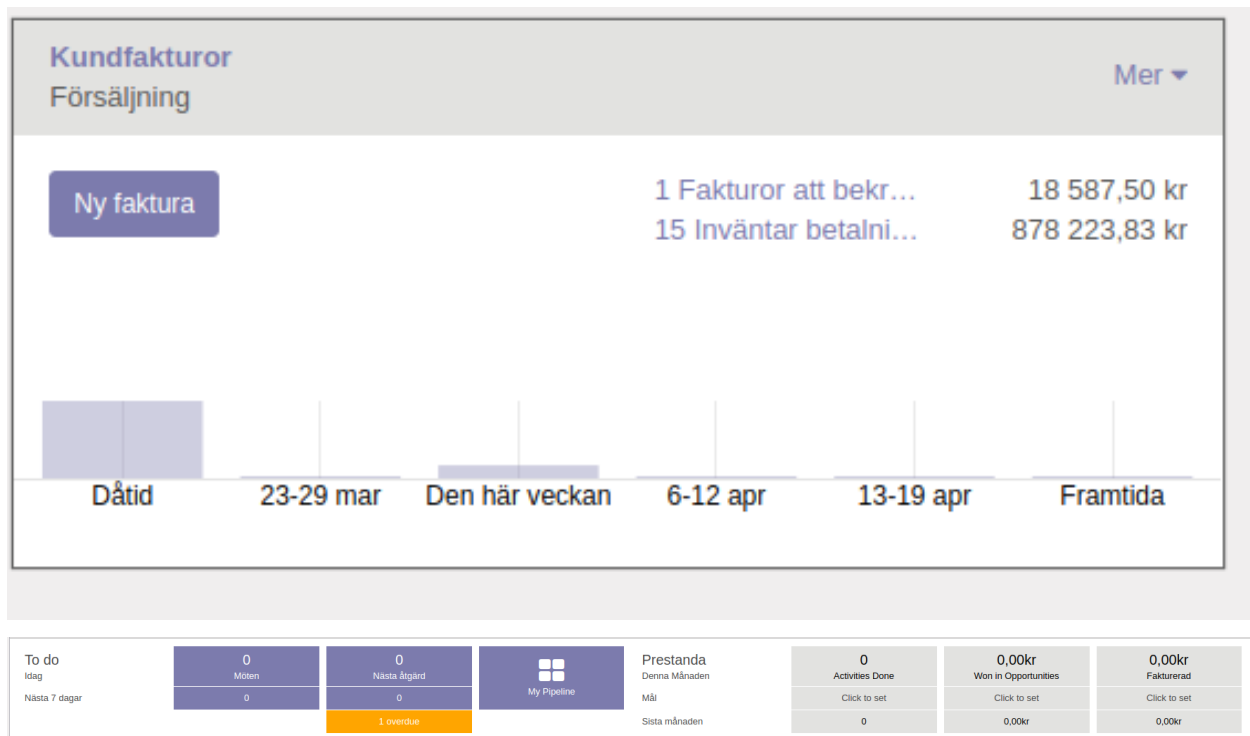 Kundfakturor
Försäljning
Mer
Ny faktura
1 Fakturor att bekr… 18 587,50 kr
15 Inväntar betalni… 878 223,83 kr
Dåtid 23-29 mar Den här veckan 6-12 apr 13-19 apr Framtida
To do 0 0 Prestanda 0 0,00kr 0,00kr
Idag Möten Nästa åtgärd My Pipeline Denna Månaden Activities Done Won in Opportunities Fakturerad
Nästa 7 dagar 0 0 Mål Click to set Click to set Click to set
1 overdue Sista månaden 0 0,00kr 0,00kr